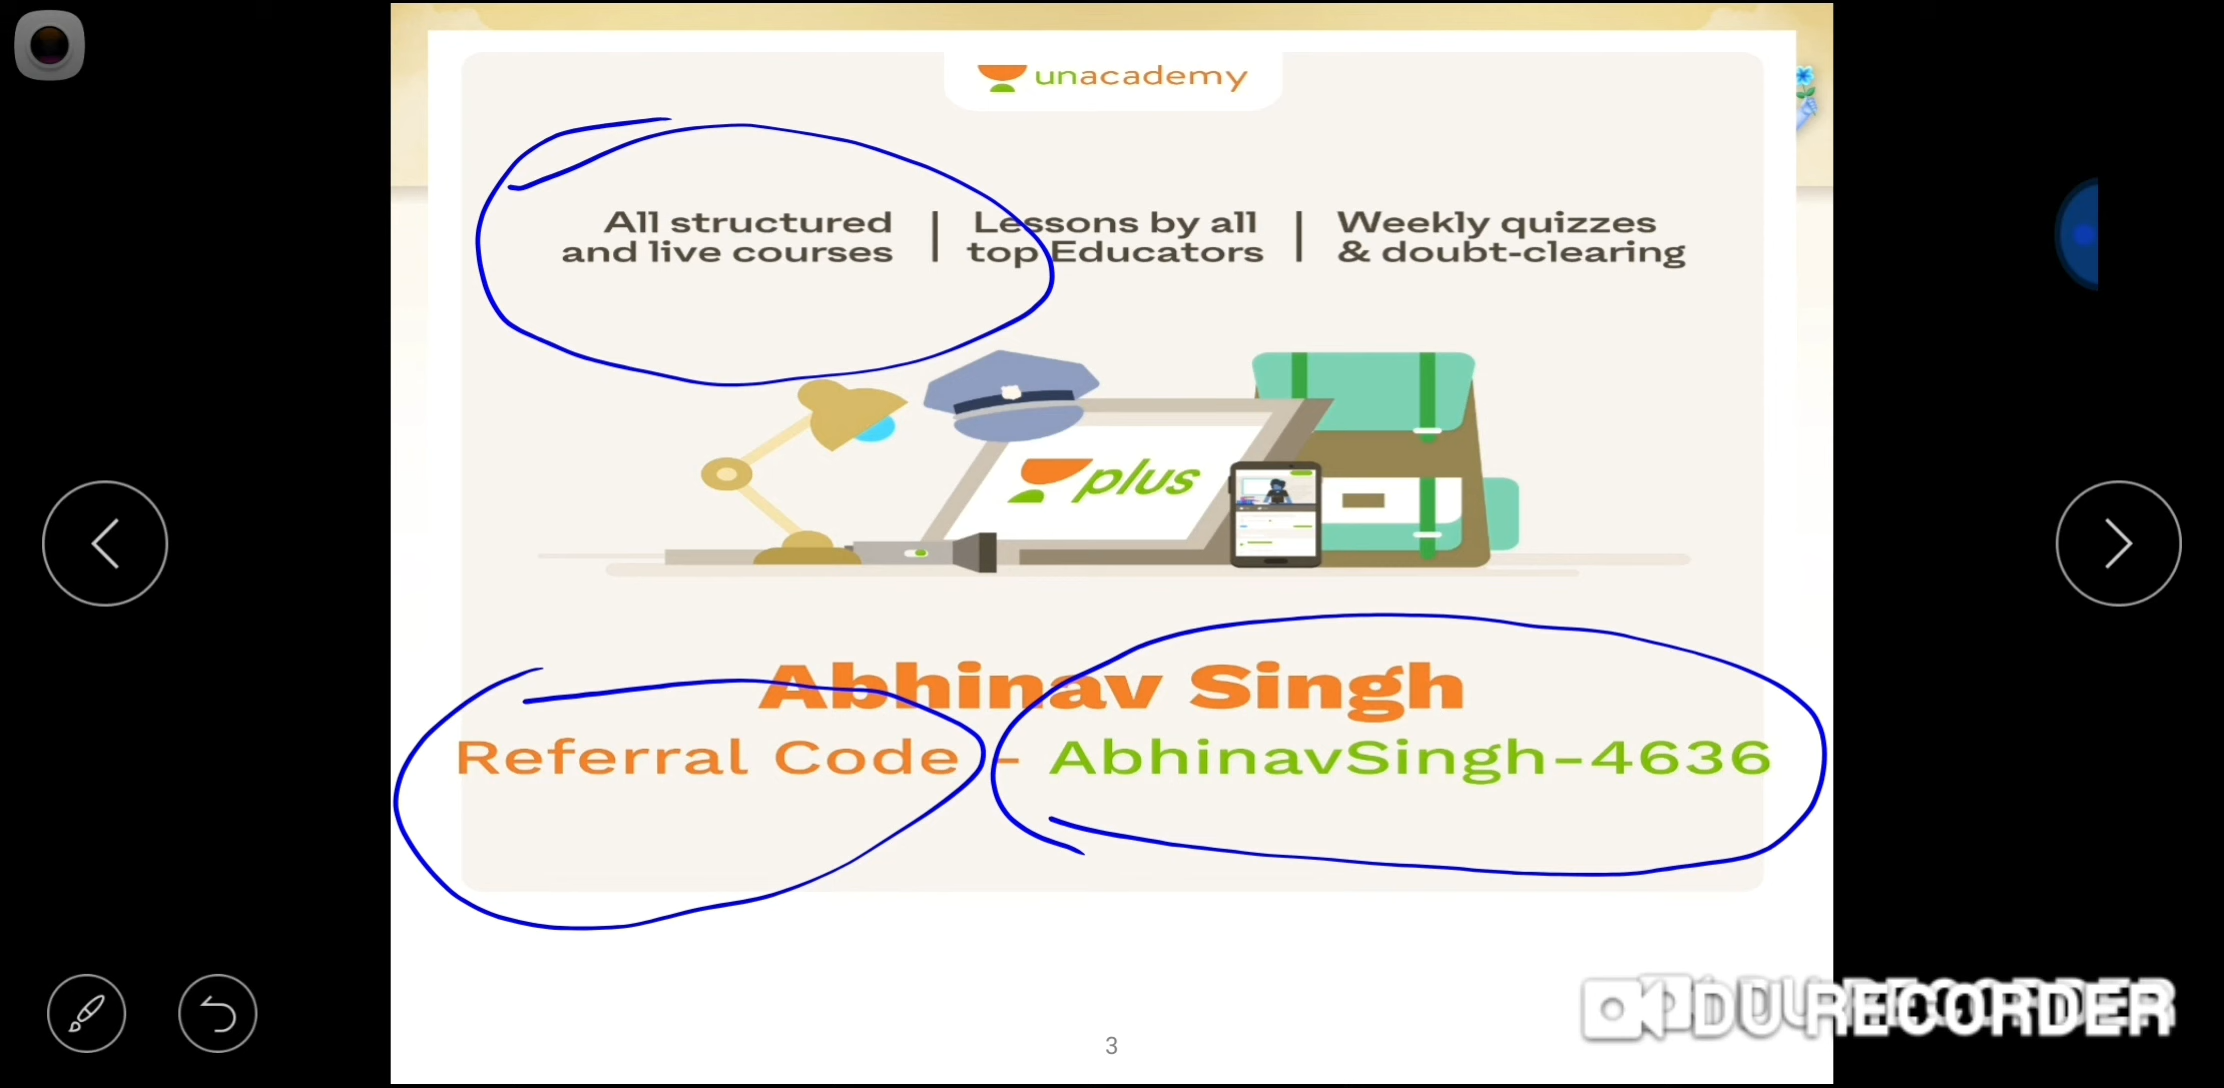 unacademy
All structured
and live courses
Lessons by all
top Educators
Weekly quizzes
& doubt-clearing
plus
Abhinav Singh
Referral Code - AbhinavSingh-4636
DU RECORDER
3